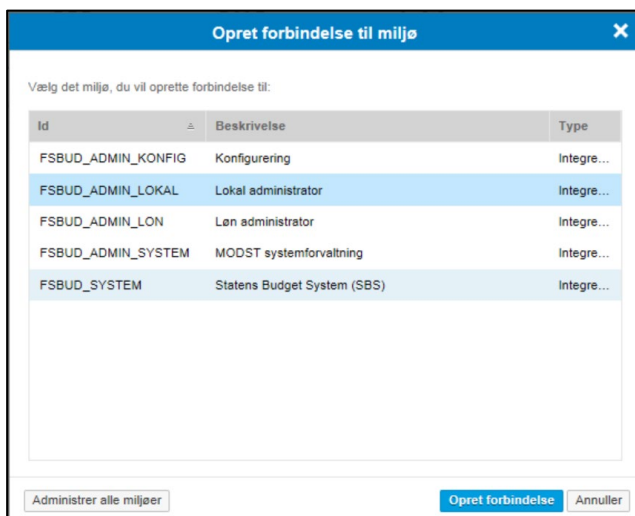 Opret forbindelse til miljø
Vælg det miljø, du vil oprette forbindelse til:
Id Beskrivelse Type
FSBUD_ADMIN_KONFIG Konfigurering Integre...
FSBUD_ADMIN_LOKAL Lokal administrator Integre...
FSBUD_ADMIN_LON Løn administrator Integre...
FSBUD_ADMIN_SYSTEM MODST systemforvaltning Integre...
FSBUD_SYSTEM Statens Budget System (SBS) Integre...
Administrer alle miljøer Opret forbindelse Annuller